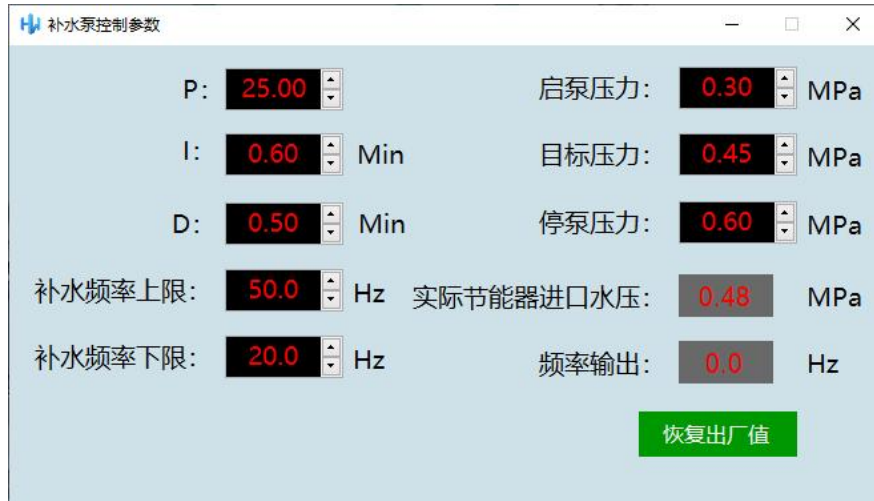 补水泵控制参数
P: 25.00 启泵压力: 0.30 MPa
I: 0.60 Min 目标压力: 0.45 MPa
D: 0.50 Min 停泵压力: 0.60 MPa
补水频率上限: 50.0 Hz 实际节能器进口水压: 0.48 MPa
补水频率下限: 20.0 Hz 频率输出: 0.0 Hz
恢复出厂值